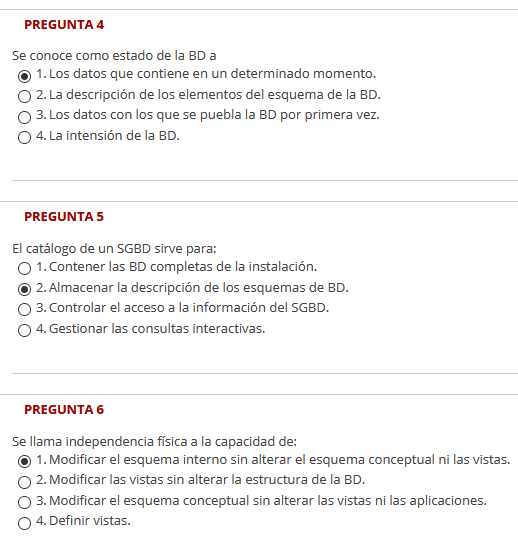 PREGUNTA 4
Se conoce como estado de la BD a
1. Los datos que contiene en un determinado momento.
2. La descripción de los elementos del esquema de la BD.
3. Los datos con los que se puebla la BD por primera vez.
4. La intensión de la BD.
PREGUNTA 5
El catálogo de un SGBD sirve para:
1. Contener las BD completas de la instalación.
2. Almacenar la descripción de los esquemas de BD.
3. Controlar el acceso a la información del SGBD.
4. Gestionar las consultas interactivas.
PREGUNTA 6
Se llama independencia física a la capacidad de:
1. Modificar el esquema interno sin alterar el esquema conceptual ni las vistas.
2. Modificar las vistas sin alterar la estructura de la BD.
3. Modificar el esquema conceptual sin alterar las vistas ni las aplicaciones.
4. Definir vistas.